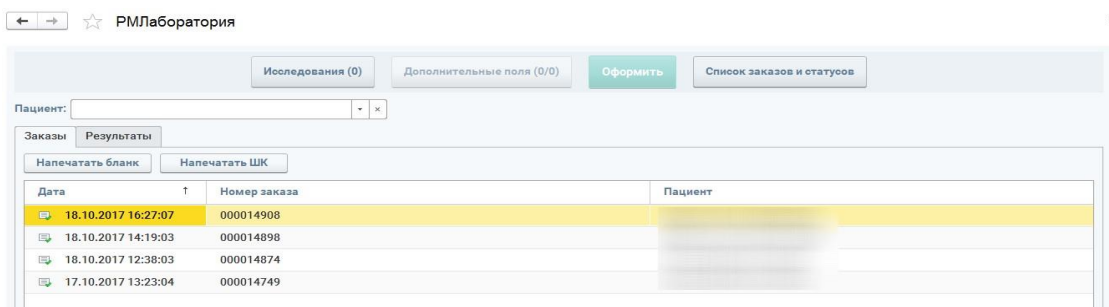 РМЛаборатория
Исследования (0) Дополнительные поля (0/0) Оформить Список заказов и статусов
Пациент:
Заказы Результаты
Напечатать бланк Напечатать ШК
Дата ↑ Номер заказа Пациент
18.10.2017 16:27:07 000014908
18.10.2017 14:19:03 000014898
18.10.2017 12:38:03 000014874
17.10.2017 13:23:04 000014749